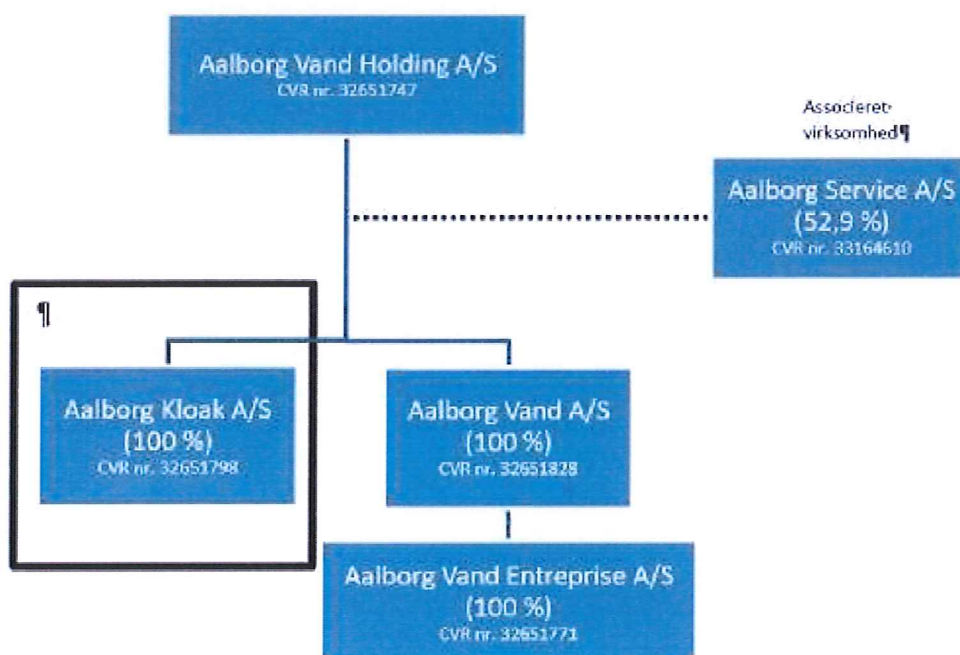 Aalborg Vand Holding A/S
CVR nr. 32651747
Associeret·
virksomhed¶
Aalborg Service A/S
(52,9 %)
CVR nr. 33164610
¶
Aalborg Kloak A/S
(100 %)
CVR nr. 32651798
Aalborg Vand A/S
(100 %)
CVR nr. 32651828
Aalborg Vand Entreprise A/S
(100 %)
CVR nr. 32651771